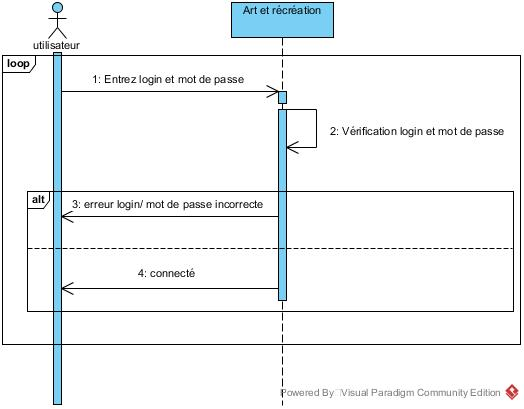 Art et récréation
utilisateur
loop
1: Entrez login et mot de passe
2: Vérification login et mot de passe
alt
3: erreur login/ mot de passe incorrecte
4: connecté
Powered By Visual Paradigm Community Edition